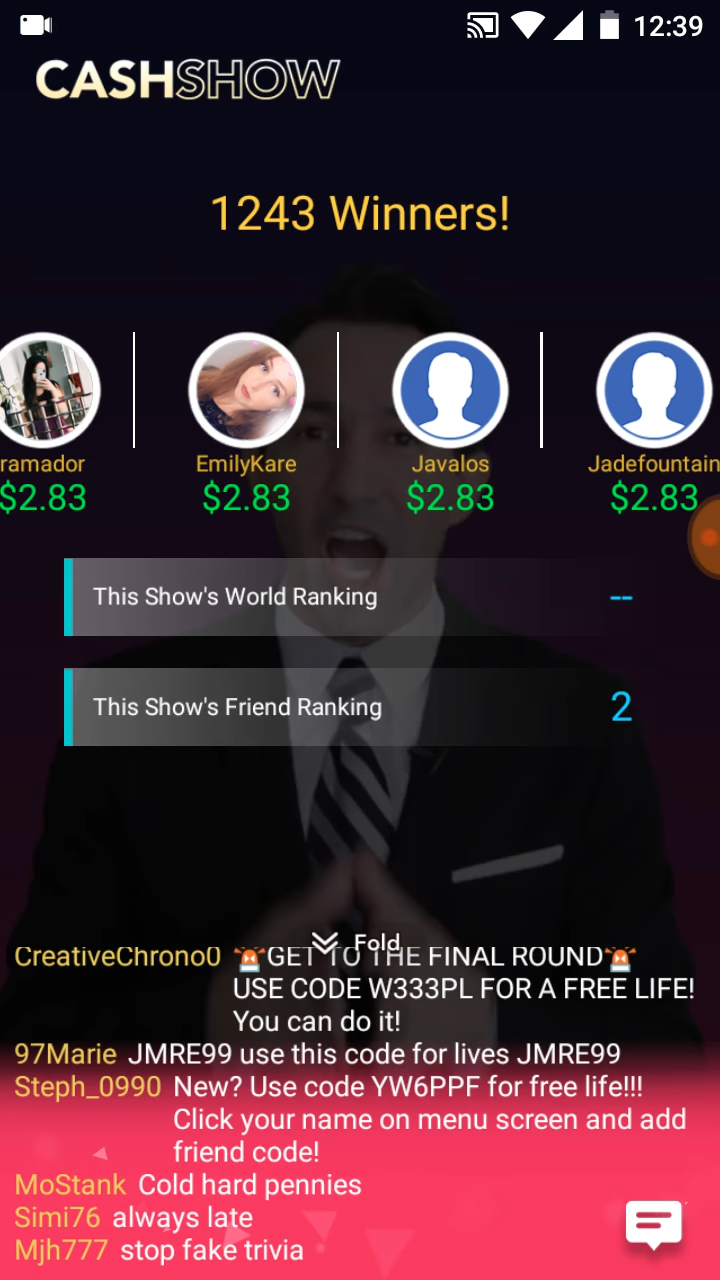 12:39
CASHSHOW
1243 Winners!
ramador EmilyKare Javalos Jadefountain
$2.83 $2.83 $2.83 $2.83
This Show's World Ranking --
This Show's Friend Ranking 2
Fold
CreativeChrono0 🚨GET TO THE FINAL ROUND🚨
USE CODE W333PL FOR A FREE LIFE!
You can do it!
97Marie JMRE99 use this code for lives JMRE99
Steph_0990 New? Use code YW6PPF for free life!!!
Click your name on menu screen and add
friend code!
MoStank Cold hard pennies
Simi76 always late
Mjh777 stop fake trivia